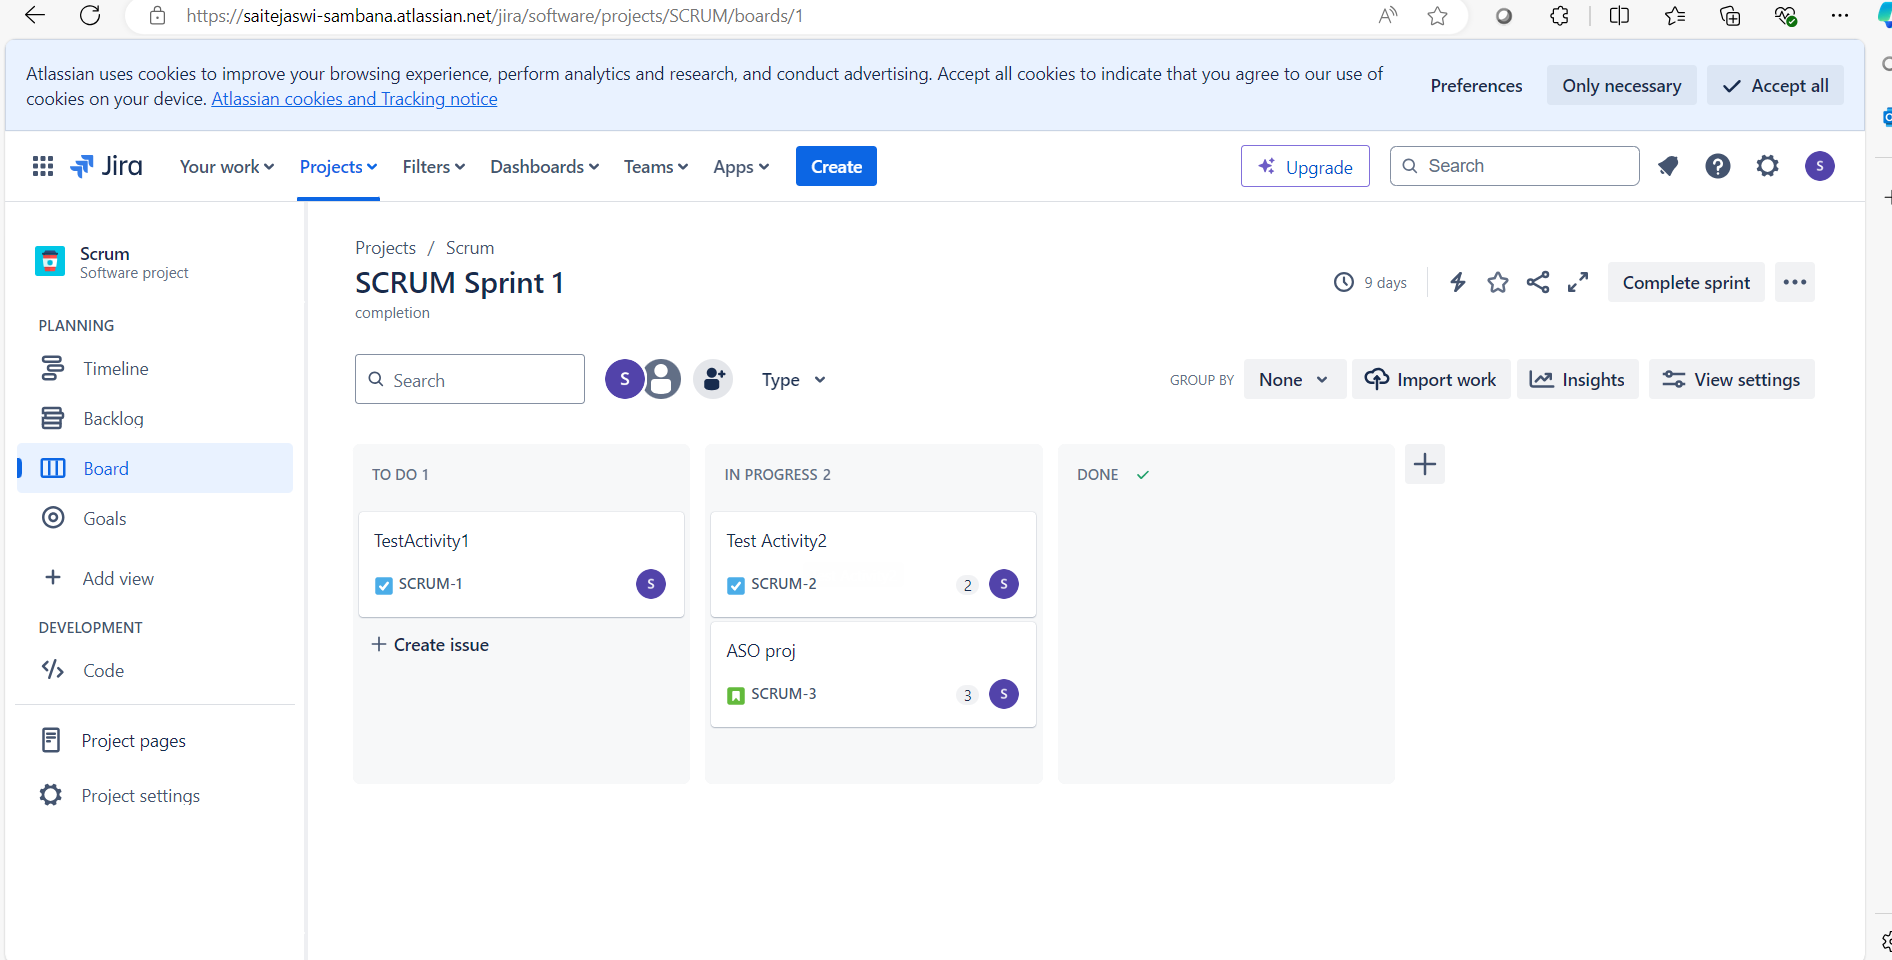 https://saitejaswi-sambana.atlassian.net/jira/software/projects/SCRUM/boards/1
Atlassian uses cookies to improve your browsing experience, perform analytics and research, and conduct advertising. Accept all cookies to indicate that you agree to our use of
cookies on your device. Atlassian cookies and Tracking notice
Preferences
Only necessary
Accept all
Jira
Your work
Projects
Filters
Dashboards
Teams
Apps
Create
Upgrade
Search
S
Scrum
Software project
PLANNING
Timeline
Backlog
Board
Goals
Add view
DEVELOPMENT
Code
Project pages
Project settings
Projects / Scrum
SCRUM Sprint 1
completion
9 days
Complete sprint
Search
S
Type
GROUP BY
None
Import work
Insights
View settings
TO DO 1
TestActivity1
SCRUM-1
S
Create issue
IN PROGRESS 2
Test Activity2
SCRUM-2
2
S
ASO proj
SCRUM-3
3
S
DONE